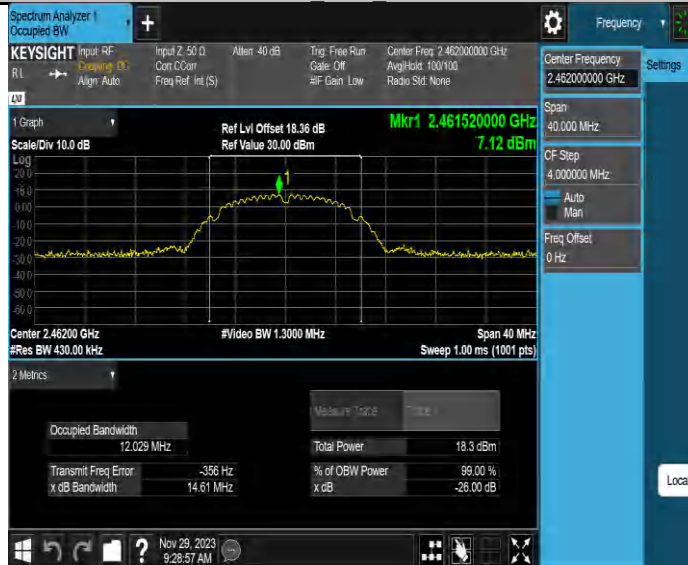 Spectrum Analyzer 1
Occupied BW
+
Frequency
KEYSIGHT
Input: RF
Coupling: DC
Align: Auto
Input Z: 50 Ω
Corr CCorr
Freq Ref: Int (S)
Atten: 40 dB
Trig: Free Run
Gate: Off
#IF Gain: Low
Center Freq: 2.462000000 GHz
Avg|Hold: 100/100
Radio Std: None
RL
LXI
Center Frequency
2.462000000 GHz
Settings
Span
40.000 MHz
CF Step
4.000000 MHz
Auto
Man
Freq Offset
0 Hz
1 Graph
Scale/Div 10.0 dB
Ref Lvl Offset 18.36 dB
Ref Value 30.00 dBm
Mkr1 2.461520000 GHz
7.12 dBm
Log
20.0
0.00
-10.0
-20.0
-30.0
-40.0
-50.0
-60.0
1
Center 2.46200 GHz
#Res BW 430.00 kHz
#Video BW 1.3000 MHz
Span 40 MHz
Sweep 1.00 ms (1001 pts)
2 Metrics
Measure Trace
Occupied Bandwidth
12.029 MHz
Total Power
18.3 dBm
Transmit Freq Error
-356 Hz
% of OBW Power
99.00 %
x dB Bandwidth
14.61 MHz
x dB
-26.00 dB
Loca
?
Nov 29, 2023
9:28:57 AM